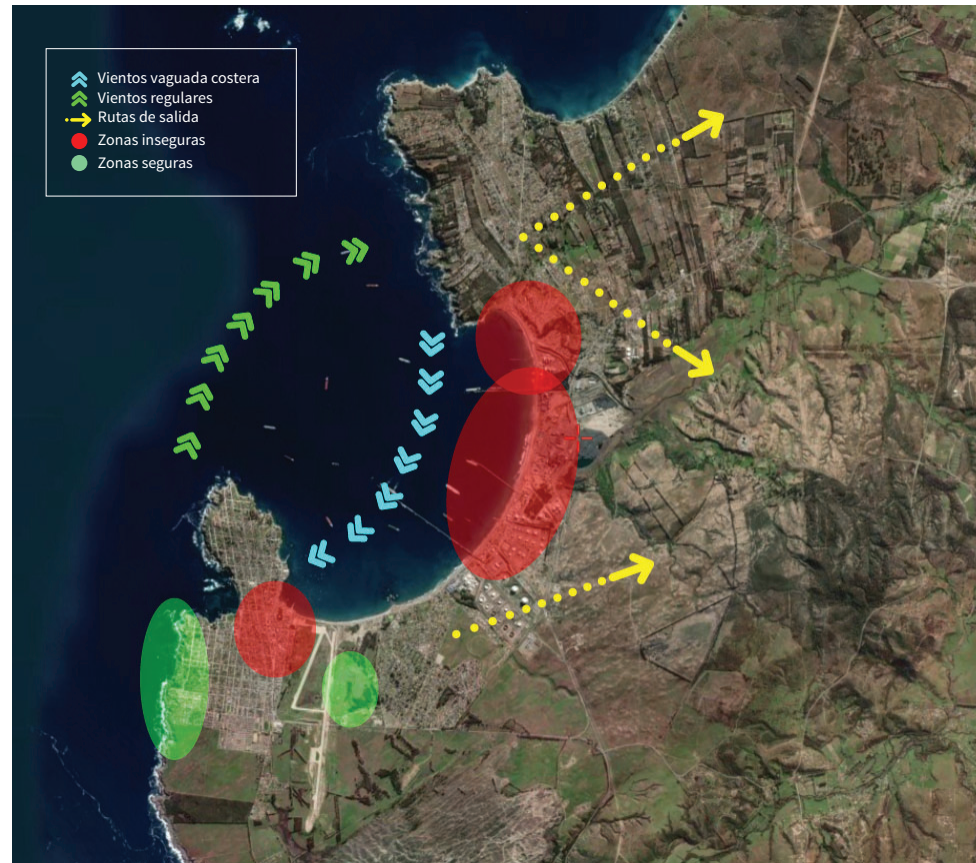 Vientos vaguada costera
Vientos regulares
Rutas de salida
Zonas inseguras
Zonas seguras